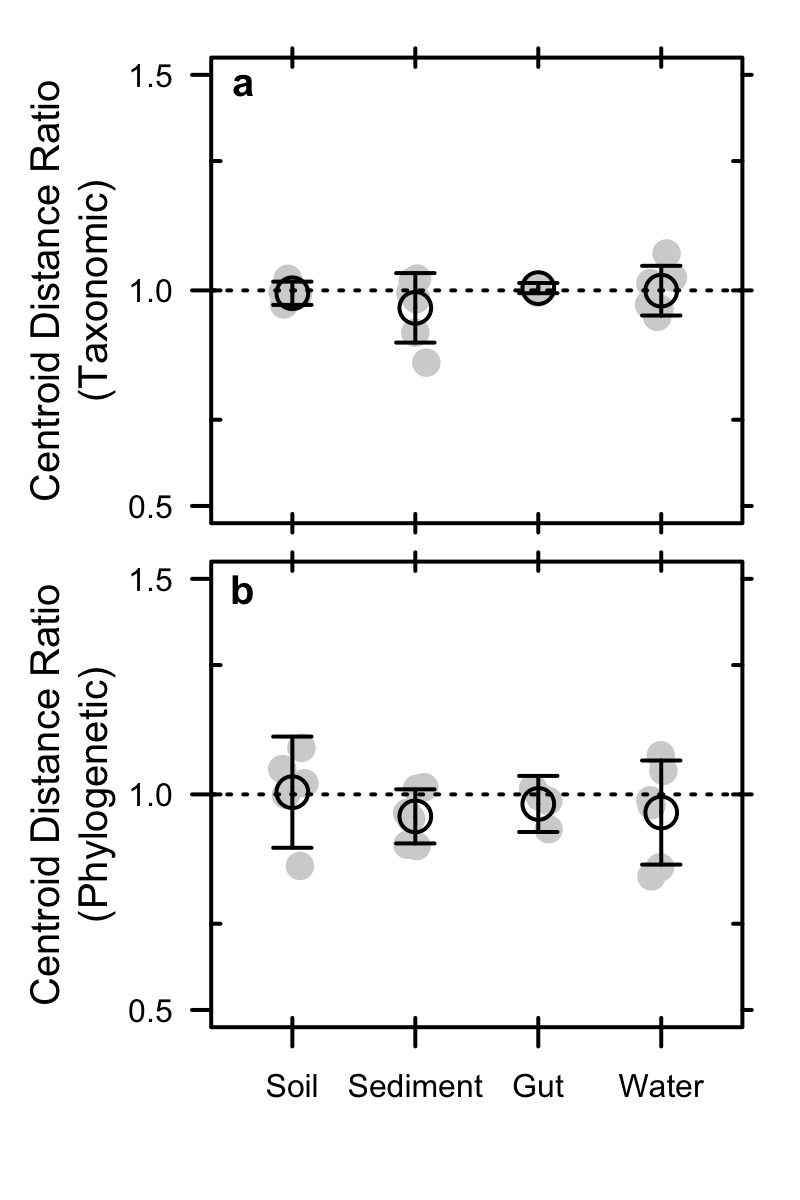 a
Centroid Distance Ratio
(Taxonomic)
1.5
1.0
0.5
b
Centroid Distance Ratio
(Phylogenetic)
1.5
1.0
0.5
Soil Sediment Gut Water